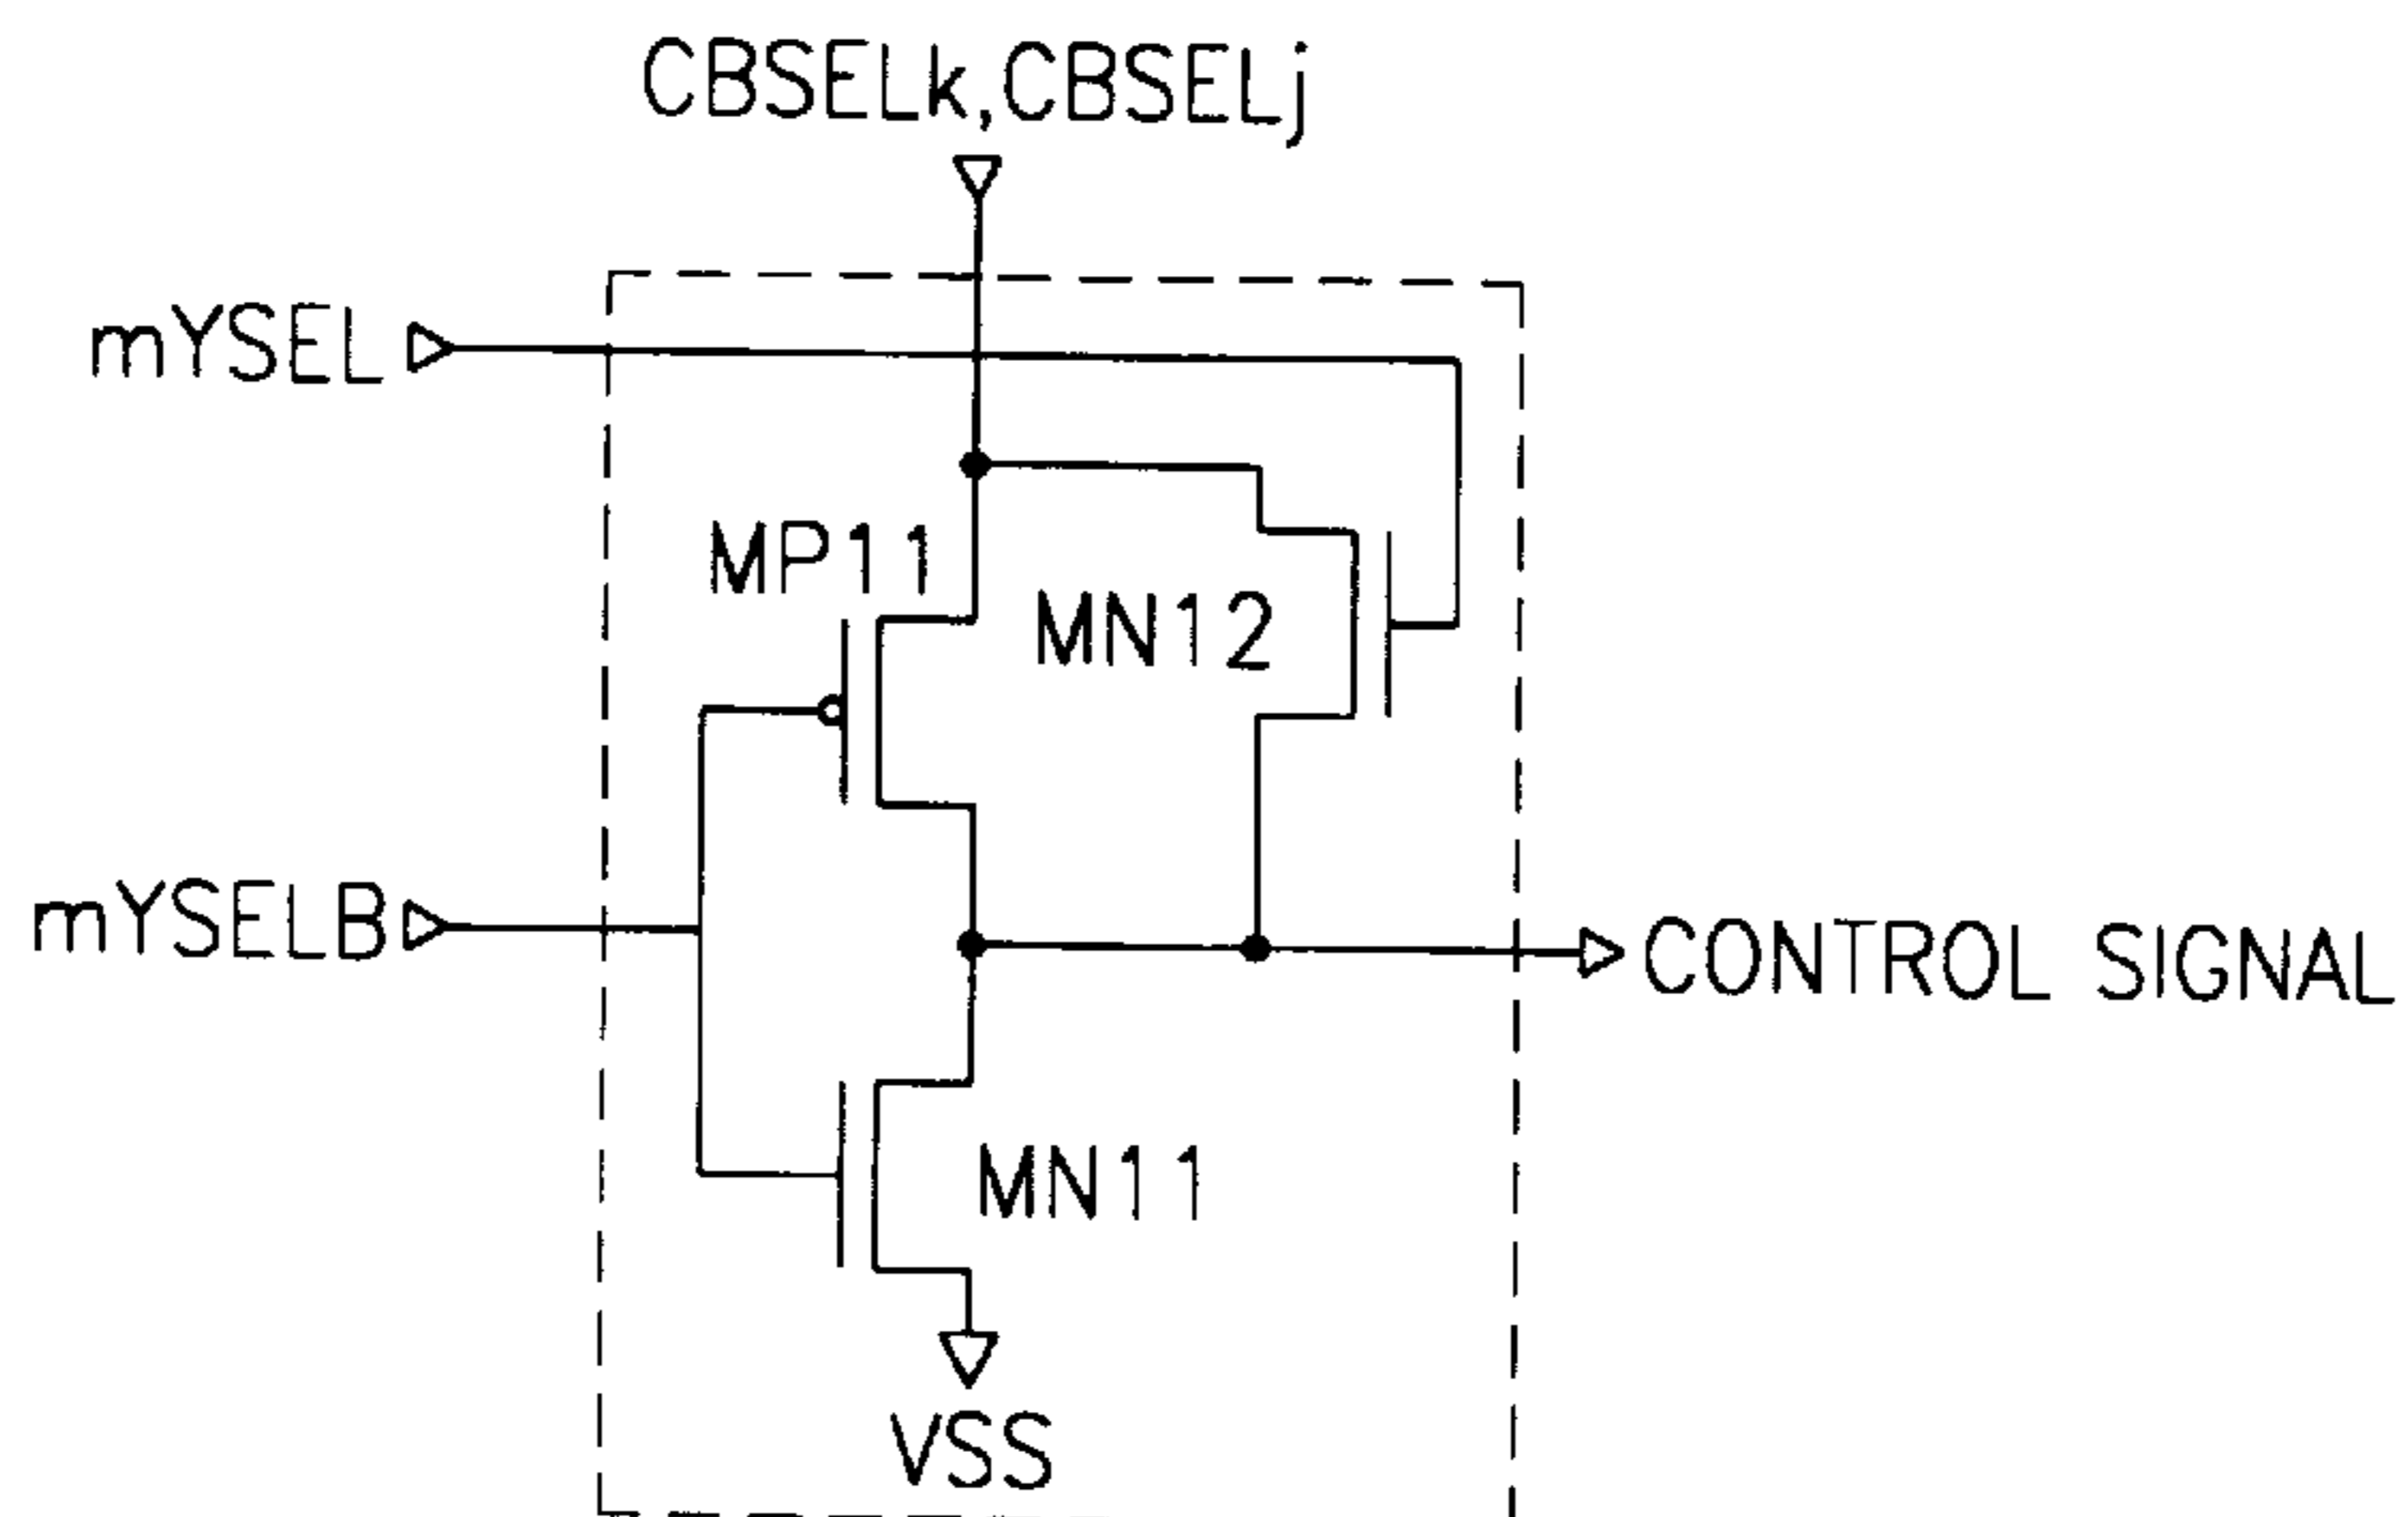 CBSELk,CBSELj
mYSEL
MP11
MN12
mYSELB
CONTROL SIGNAL
MN11
VSS